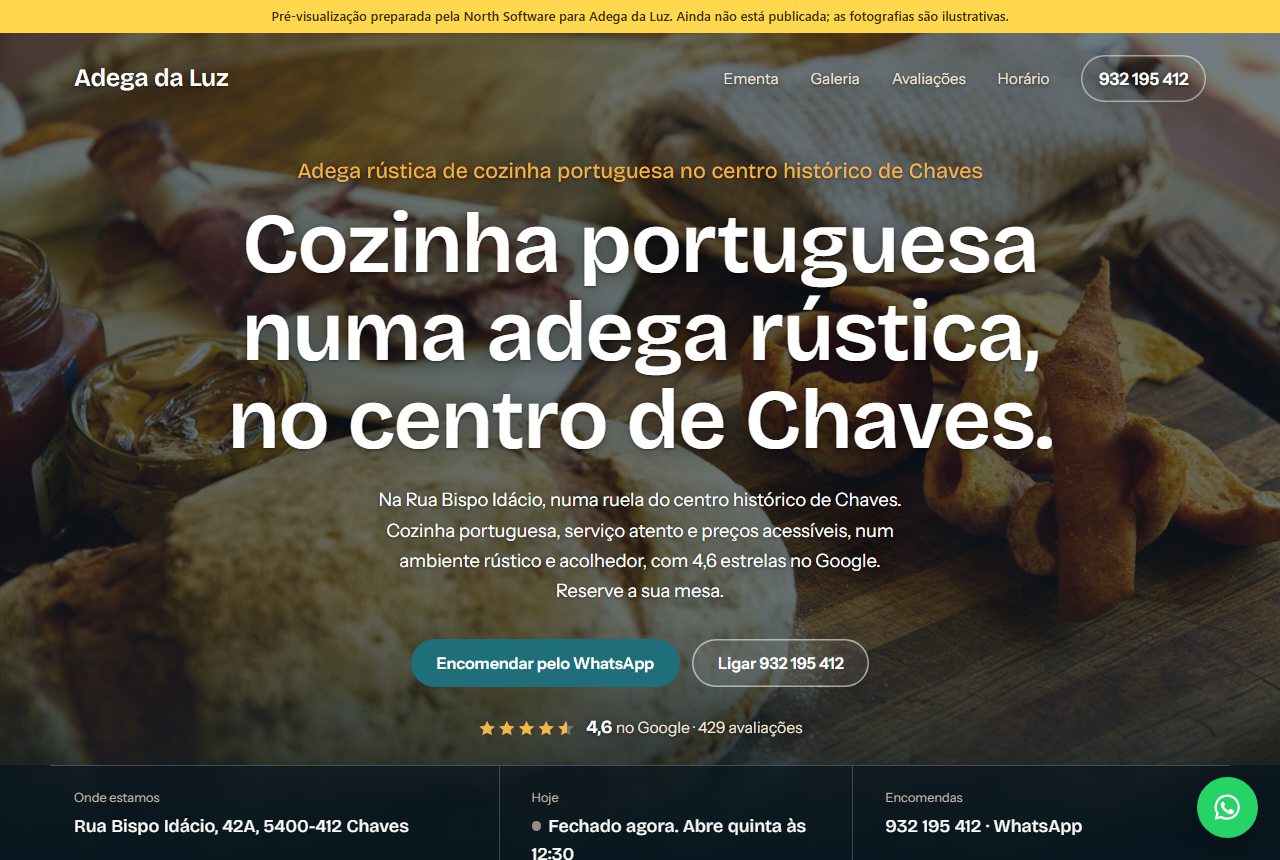 Pré-visualização preparada pela North Software para Adega da Luz. Ainda não está publicada; as fotografias são ilustrativas.
Adega da Luz
Ementa
Galeria
Avaliações
Horário
932 195 412
Adega rústica de cozinha portuguesa no centro histórico de Chaves
Cozinha portuguesa
numa adega rústica,
no centro de Chaves.
Na Rua Bispo Idácio, numa ruela do centro histórico de Chaves.
Cozinha portuguesa, serviço atento e preços acessíveis, num
ambiente rústico e acolhedor, com 4,6 estrelas no Google.
Reserve a sua mesa.
Encomendar pelo WhatsApp
Ligar 932 195 412
4,6 no Google · 429 avaliações
Onde estamos
Rua Bispo Idácio, 42A, 5400-412 Chaves
Hoje
Fechado agora. Abre quinta às
12:30
Encomendas
932 195 412 · WhatsApp